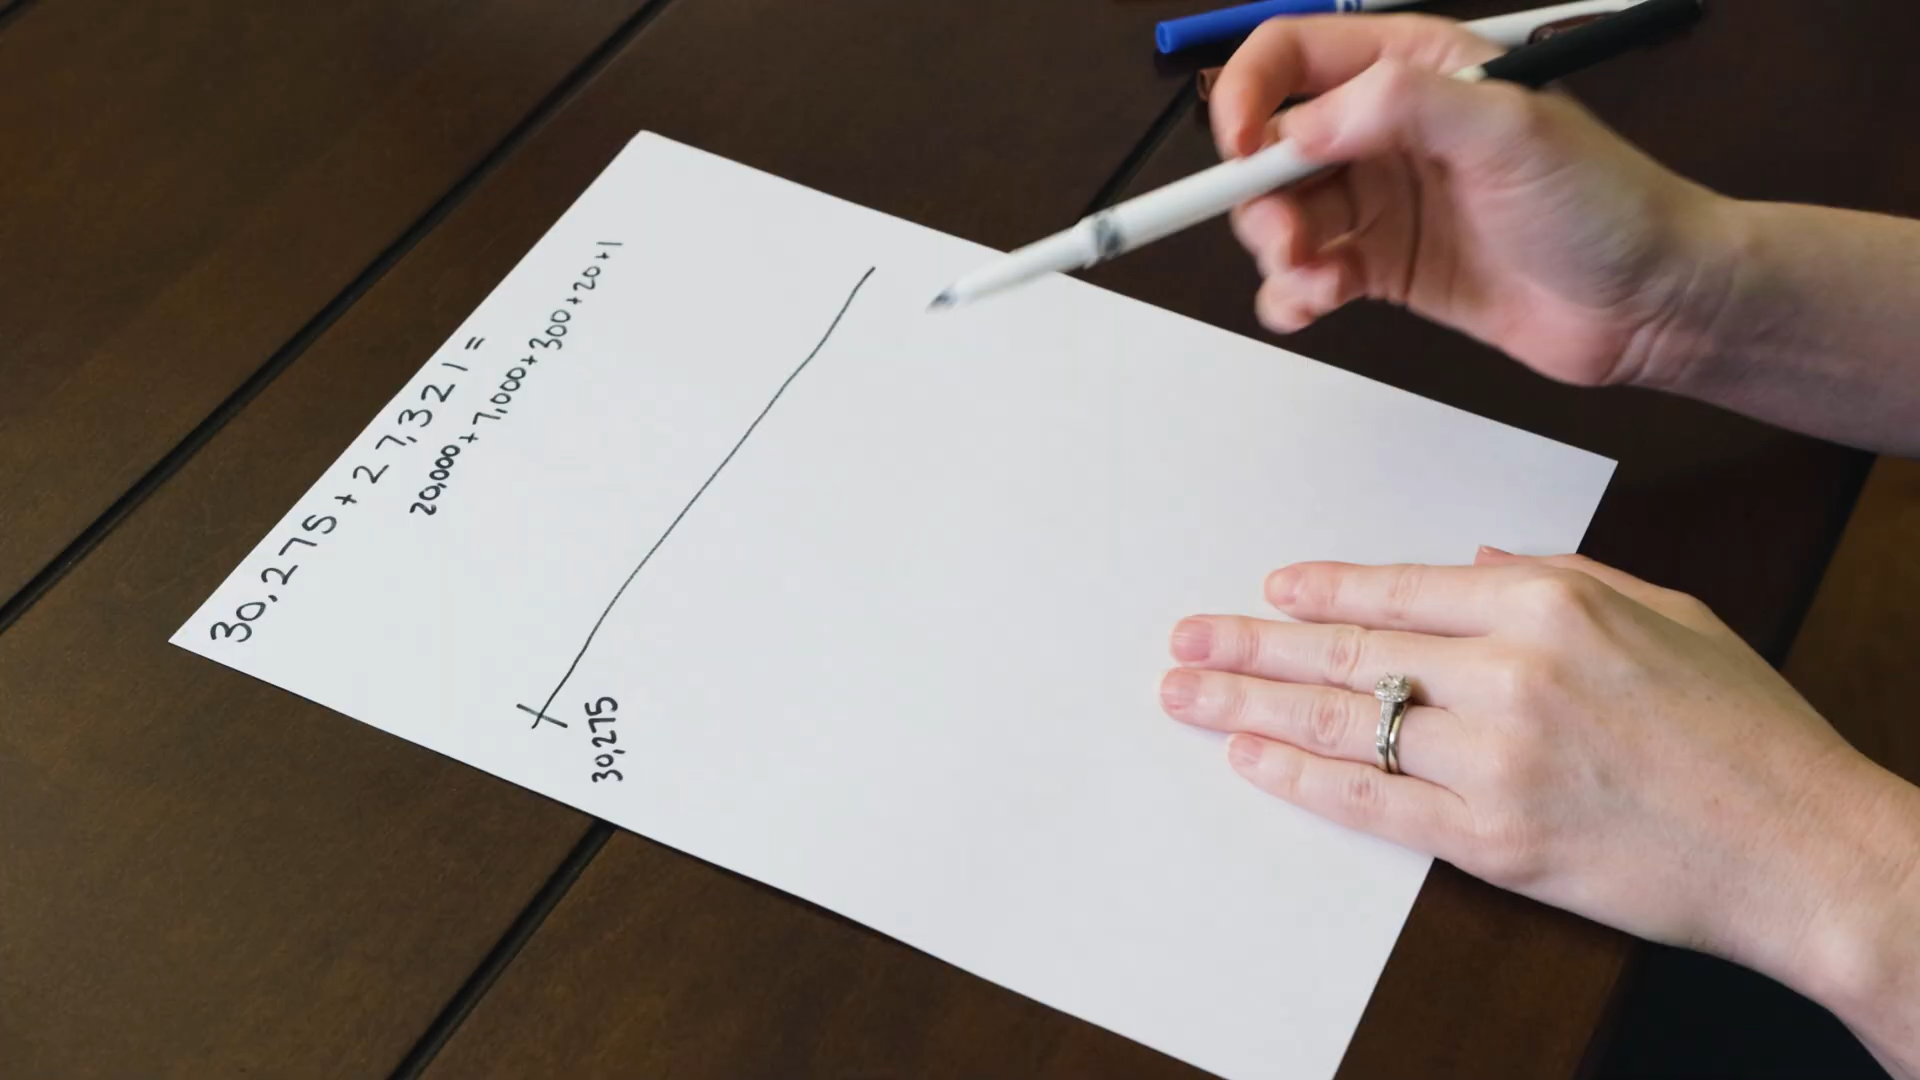 30,275 + 27,321 =
20,000 + 7,000 + 300 + 20 + 1
30,275